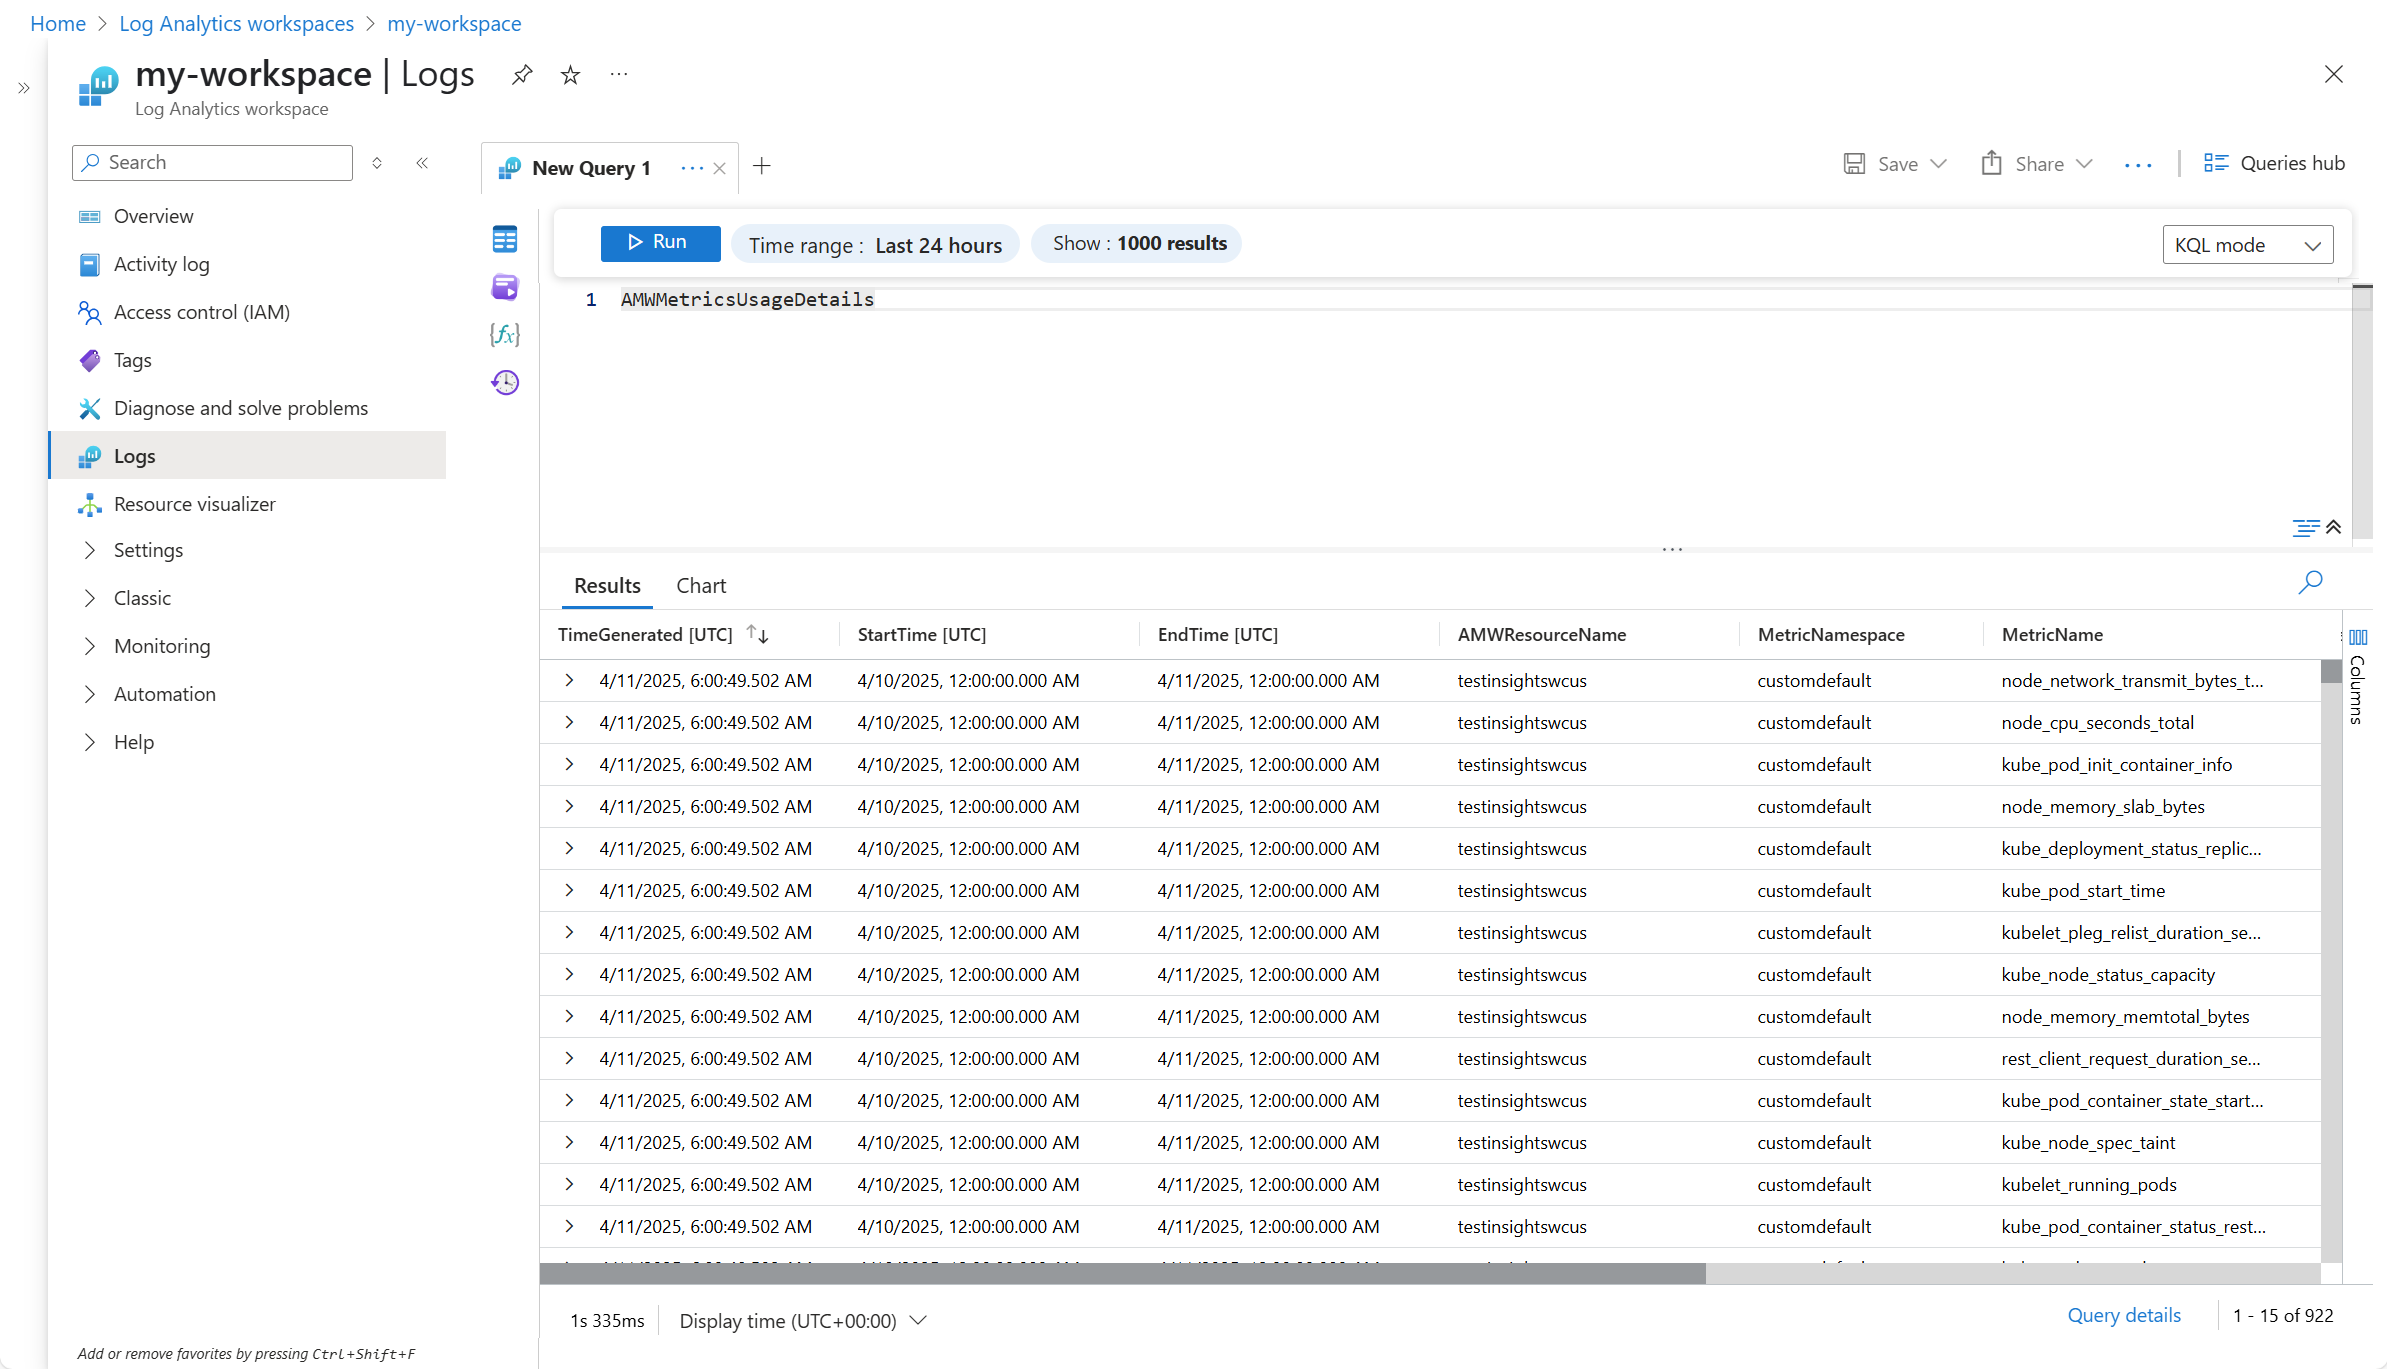 Home > Log Analytics workspaces > my-workspace
my-workspace | Logs
Log Analytics workspace
Search
Overview
Activity log
Access control (IAM)
Tags
Diagnose and solve problems
Logs
Resource visualizer
Settings
Classic
Monitoring
Automation
Help
Add or remove favorites by pressing Ctrl+Shift+F
New Query 1
Save Share Queries hub
Run Time range : Last 24 hours Show : 1000 results KQL mode
1 AMWMetricsUsageDetails
Results Chart
TimeGenerated [UTC] StartTime [UTC] EndTime [UTC] AMWResourceName MetricNamespace MetricName
4/11/2025, 6:00:49.502 AM 4/10/2025, 12:00:00.000 AM 4/11/2025, 12:00:00.000 AM testinsightswcus customdefault node_network_transmit_bytes_t...
4/11/2025, 6:00:49.502 AM 4/10/2025, 12:00:00.000 AM 4/11/2025, 12:00:00.000 AM testinsightswcus customdefault node_cpu_seconds_total
4/11/2025, 6:00:49.502 AM 4/10/2025, 12:00:00.000 AM 4/11/2025, 12:00:00.000 AM testinsightswcus customdefault kube_pod_init_container_info
4/11/2025, 6:00:49.502 AM 4/10/2025, 12:00:00.000 AM 4/11/2025, 12:00:00.000 AM testinsightswcus customdefault node_memory_slab_bytes
4/11/2025, 6:00:49.502 AM 4/10/2025, 12:00:00.000 AM 4/11/2025, 12:00:00.000 AM testinsightswcus customdefault kube_deployment_status_replic...
4/11/2025, 6:00:49.502 AM 4/10/2025, 12:00:00.000 AM 4/11/2025, 12:00:00.000 AM testinsightswcus customdefault kube_pod_start_time
4/11/2025, 6:00:49.502 AM 4/10/2025, 12:00:00.000 AM 4/11/2025, 12:00:00.000 AM testinsightswcus customdefault kubelet_pleg_relist_duration_se...
4/11/2025, 6:00:49.502 AM 4/10/2025, 12:00:00.000 AM 4/11/2025, 12:00:00.000 AM testinsightswcus customdefault kube_node_status_capacity
4/11/2025, 6:00:49.502 AM 4/10/2025, 12:00:00.000 AM 4/11/2025, 12:00:00.000 AM testinsightswcus customdefault node_memory_memtotal_bytes
4/11/2025, 6:00:49.502 AM 4/10/2025, 12:00:00.000 AM 4/11/2025, 12:00:00.000 AM testinsightswcus customdefault rest_client_request_duration_se...
4/11/2025, 6:00:49.502 AM 4/10/2025, 12:00:00.000 AM 4/11/2025, 12:00:00.000 AM testinsightswcus customdefault kube_pod_container_state_start...
4/11/2025, 6:00:49.502 AM 4/10/2025, 12:00:00.000 AM 4/11/2025, 12:00:00.000 AM testinsightswcus customdefault kube_node_spec_taint
4/11/2025, 6:00:49.502 AM 4/10/2025, 12:00:00.000 AM 4/11/2025, 12:00:00.000 AM testinsightswcus customdefault kubelet_running_pods
4/11/2025, 6:00:49.502 AM 4/10/2025, 12:00:00.000 AM 4/11/2025, 12:00:00.000 AM testinsightswcus customdefault kube_pod_container_status_rest...
Columns
1s 335ms Display time (UTC+00:00) Query details 1 - 15 of 922